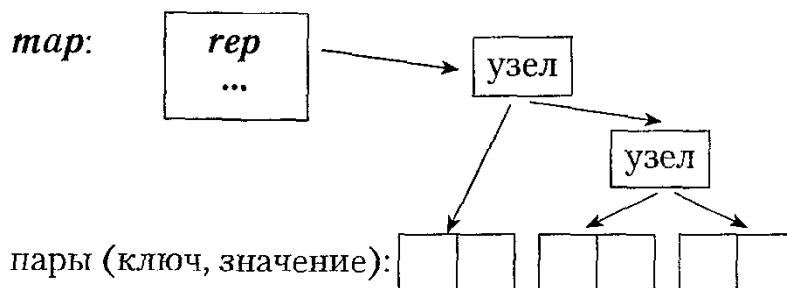 map:
rep
...
узел
узел
пары (ключ, значение):